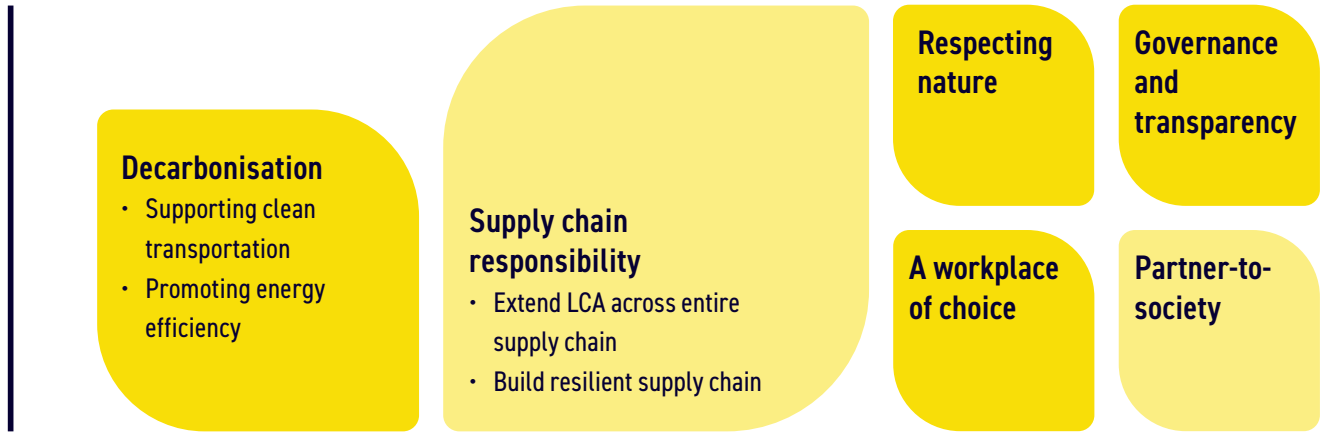 Decarbonisation
• Supporting clean
transportation
• Promoting energy
efficiency
Supply chain
responsibility
• Extend LCA across entire
supply chain
• Build resilient supply chain
Respecting
nature
Governance
and
transparency
A workplace
of choice
Partner-to-
society